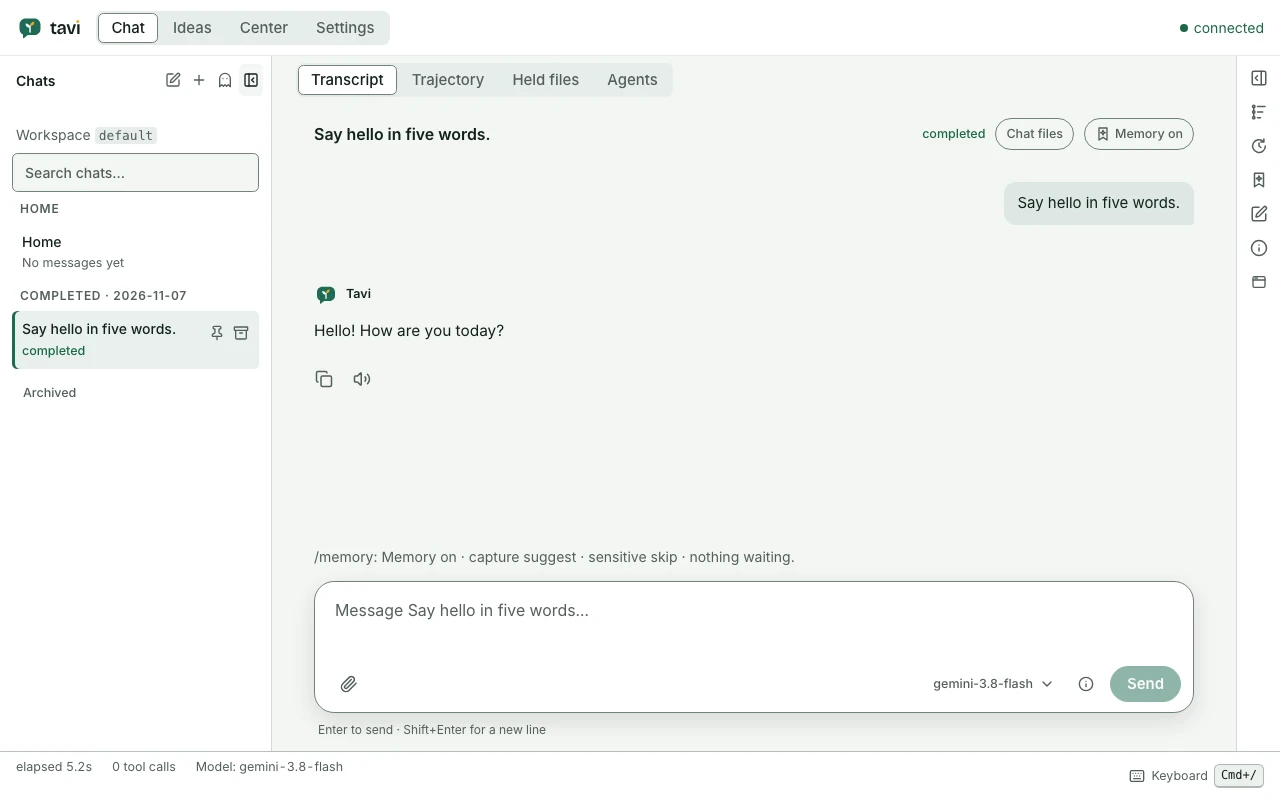 tavi
Chat Ideas Center Settings
connected
Chats
Workspace default
Search chats...
HOME
Home
No messages yet
COMPLETED · 2026-11-07
Say hello in five words.
completed
Archived
Transcript Trajectory Held files Agents
Say hello in five words.
completed Chat files Memory on
Say hello in five words.
Tavi
Hello! How are you today?
/memory: Memory on · capture suggest · sensitive skip · nothing waiting.
Message Say hello in five words...
gemini-3.8-flash
Send
Enter to send · Shift+Enter for a new line
elapsed 5.2s 0 tool calls Model: gemini-3.8-flash
Keyboard Cmd+/